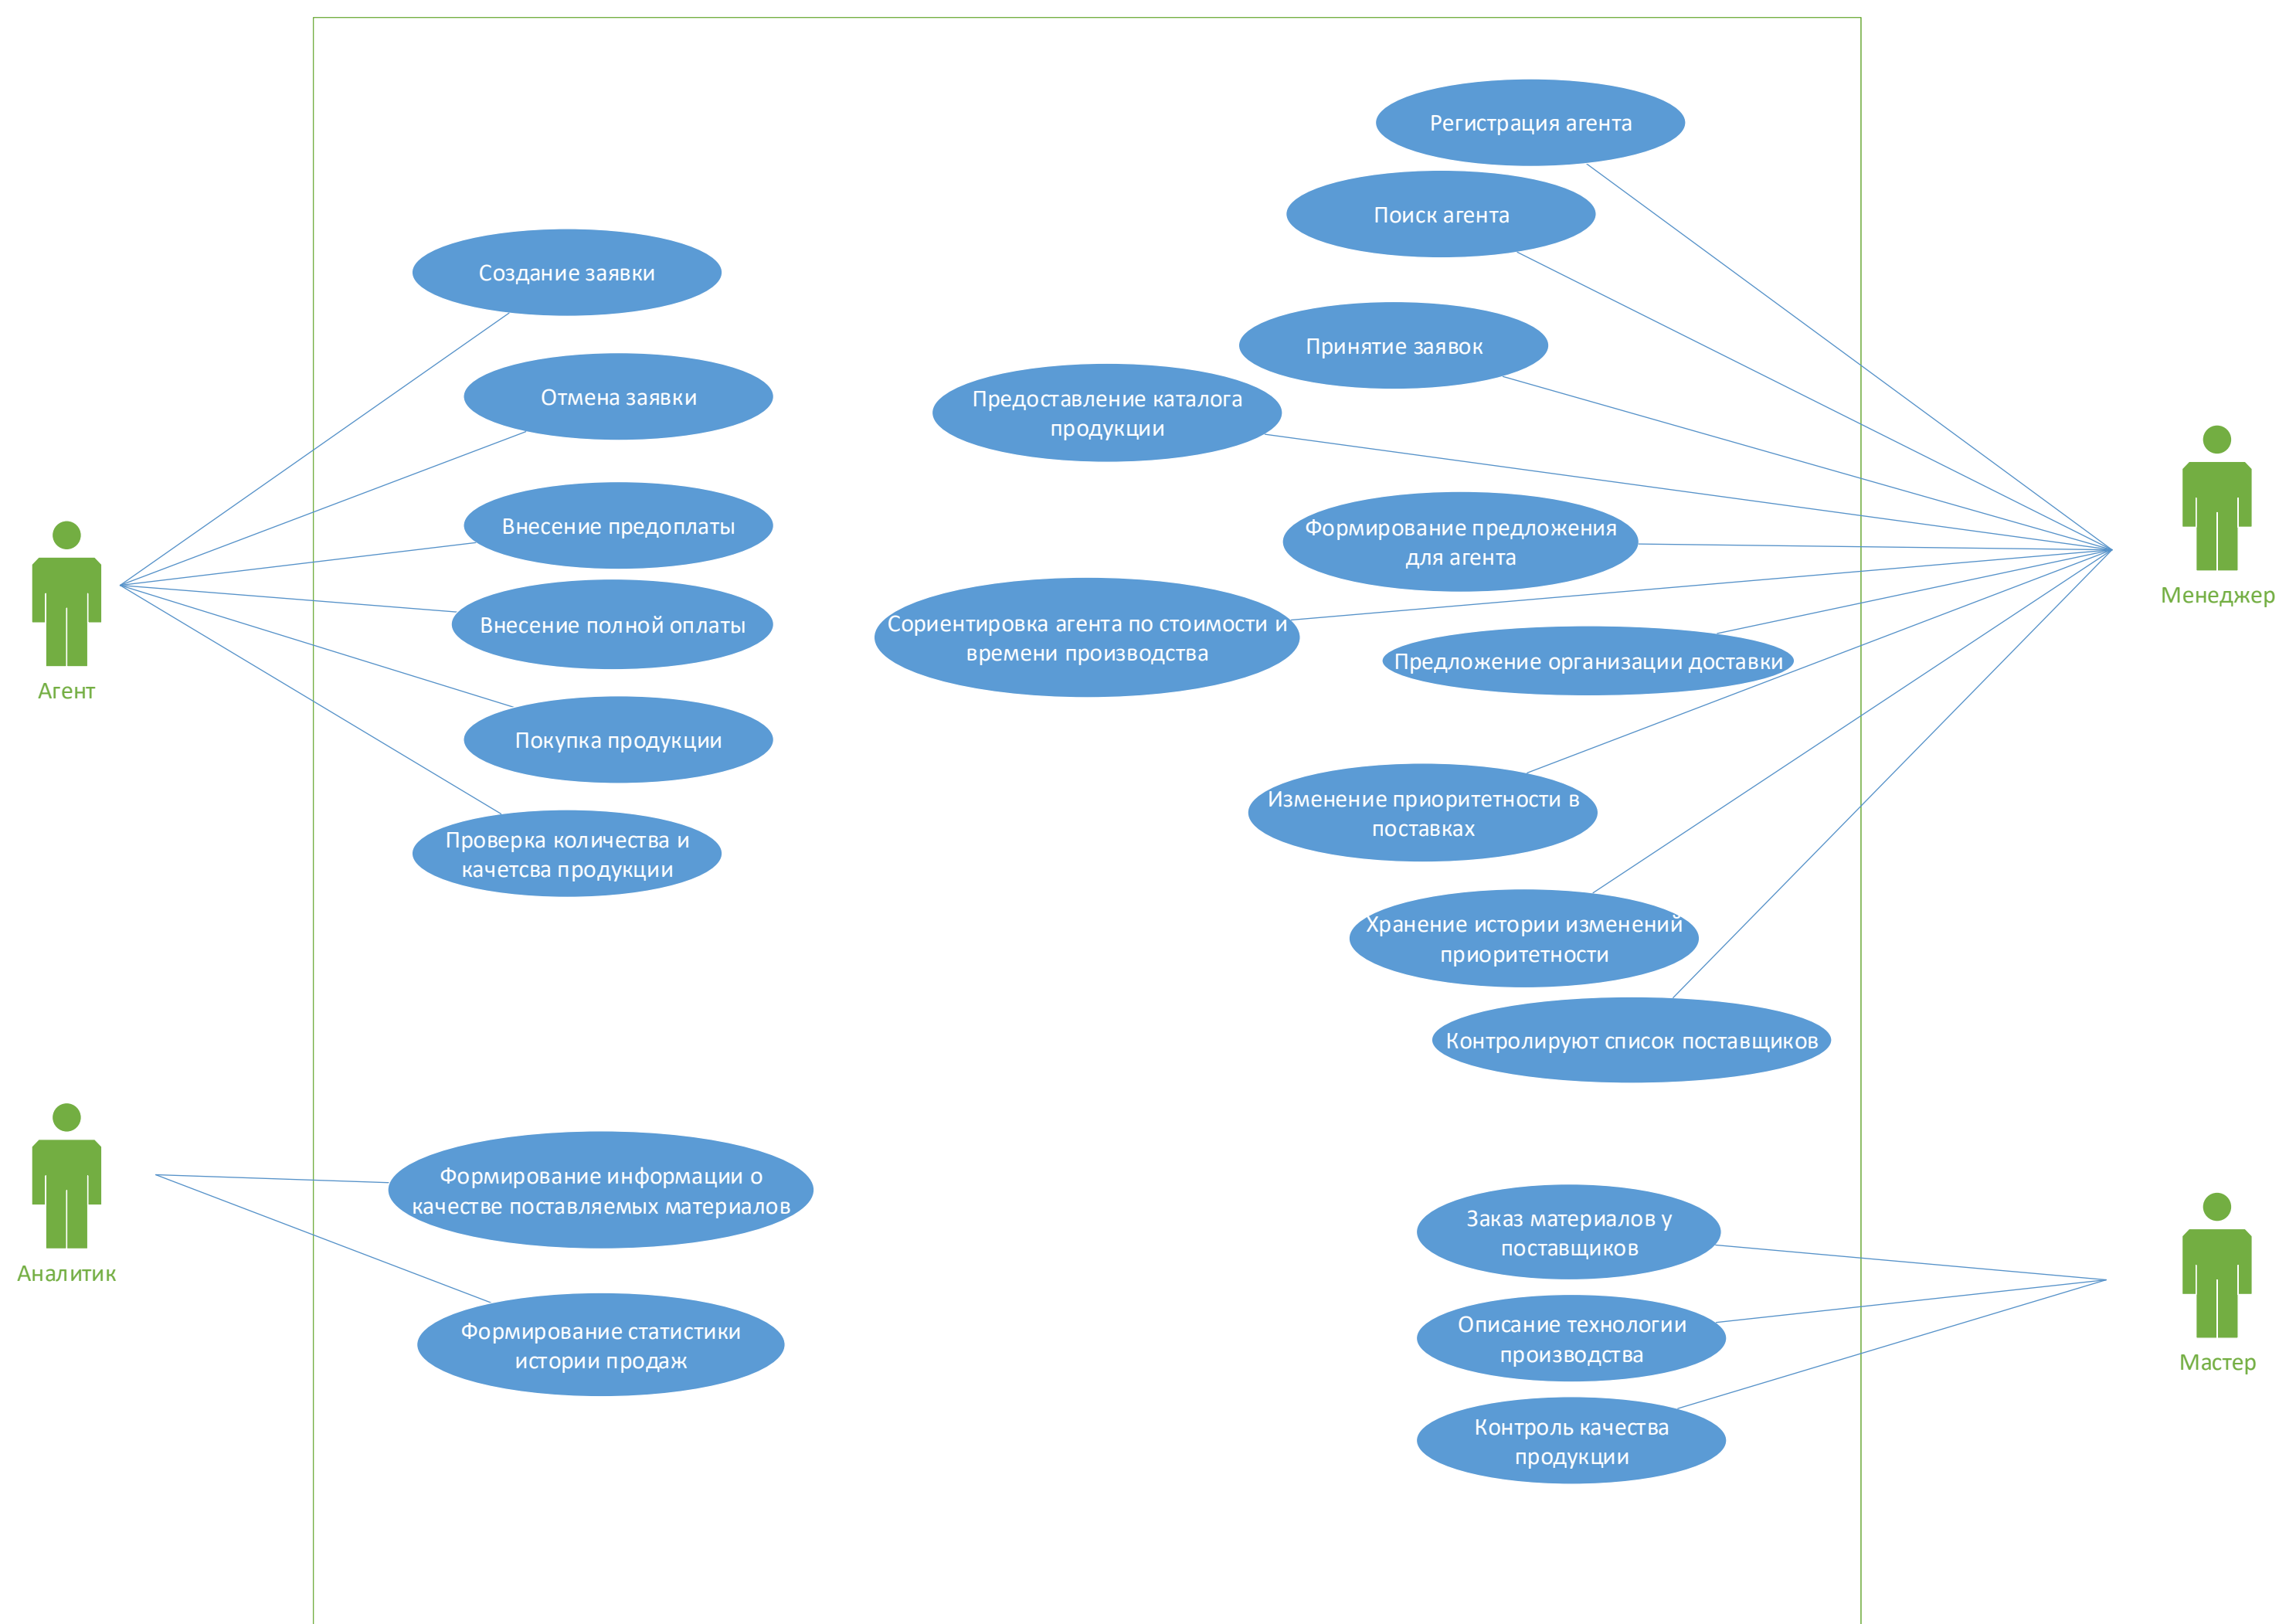 Регистрация агента
Поиск агента
Создание заявки
Принятие заявок
Отмена заявки
Предоставление каталога
продукции
Внесение предоплаты
Формирование предложения
для агента
Менеджер
Внесение полной оплаты
Сориентировка агента по стоимости и
времени производства
Предложение организации доставки
Агент
Покупка продукции
Изменение приоритетности в
поставках
Проверка количества и
качетсва продукции
Хранение истории изменений
приоритетности
Контролируют список поставщиков
Формирование информации о
качестве поставляемых материалов
Заказ материалов у
поставщиков
Аналитик
Формирование статистики
истории продаж
Описание технологии
производства
Мастер
Контроль качества
продукции